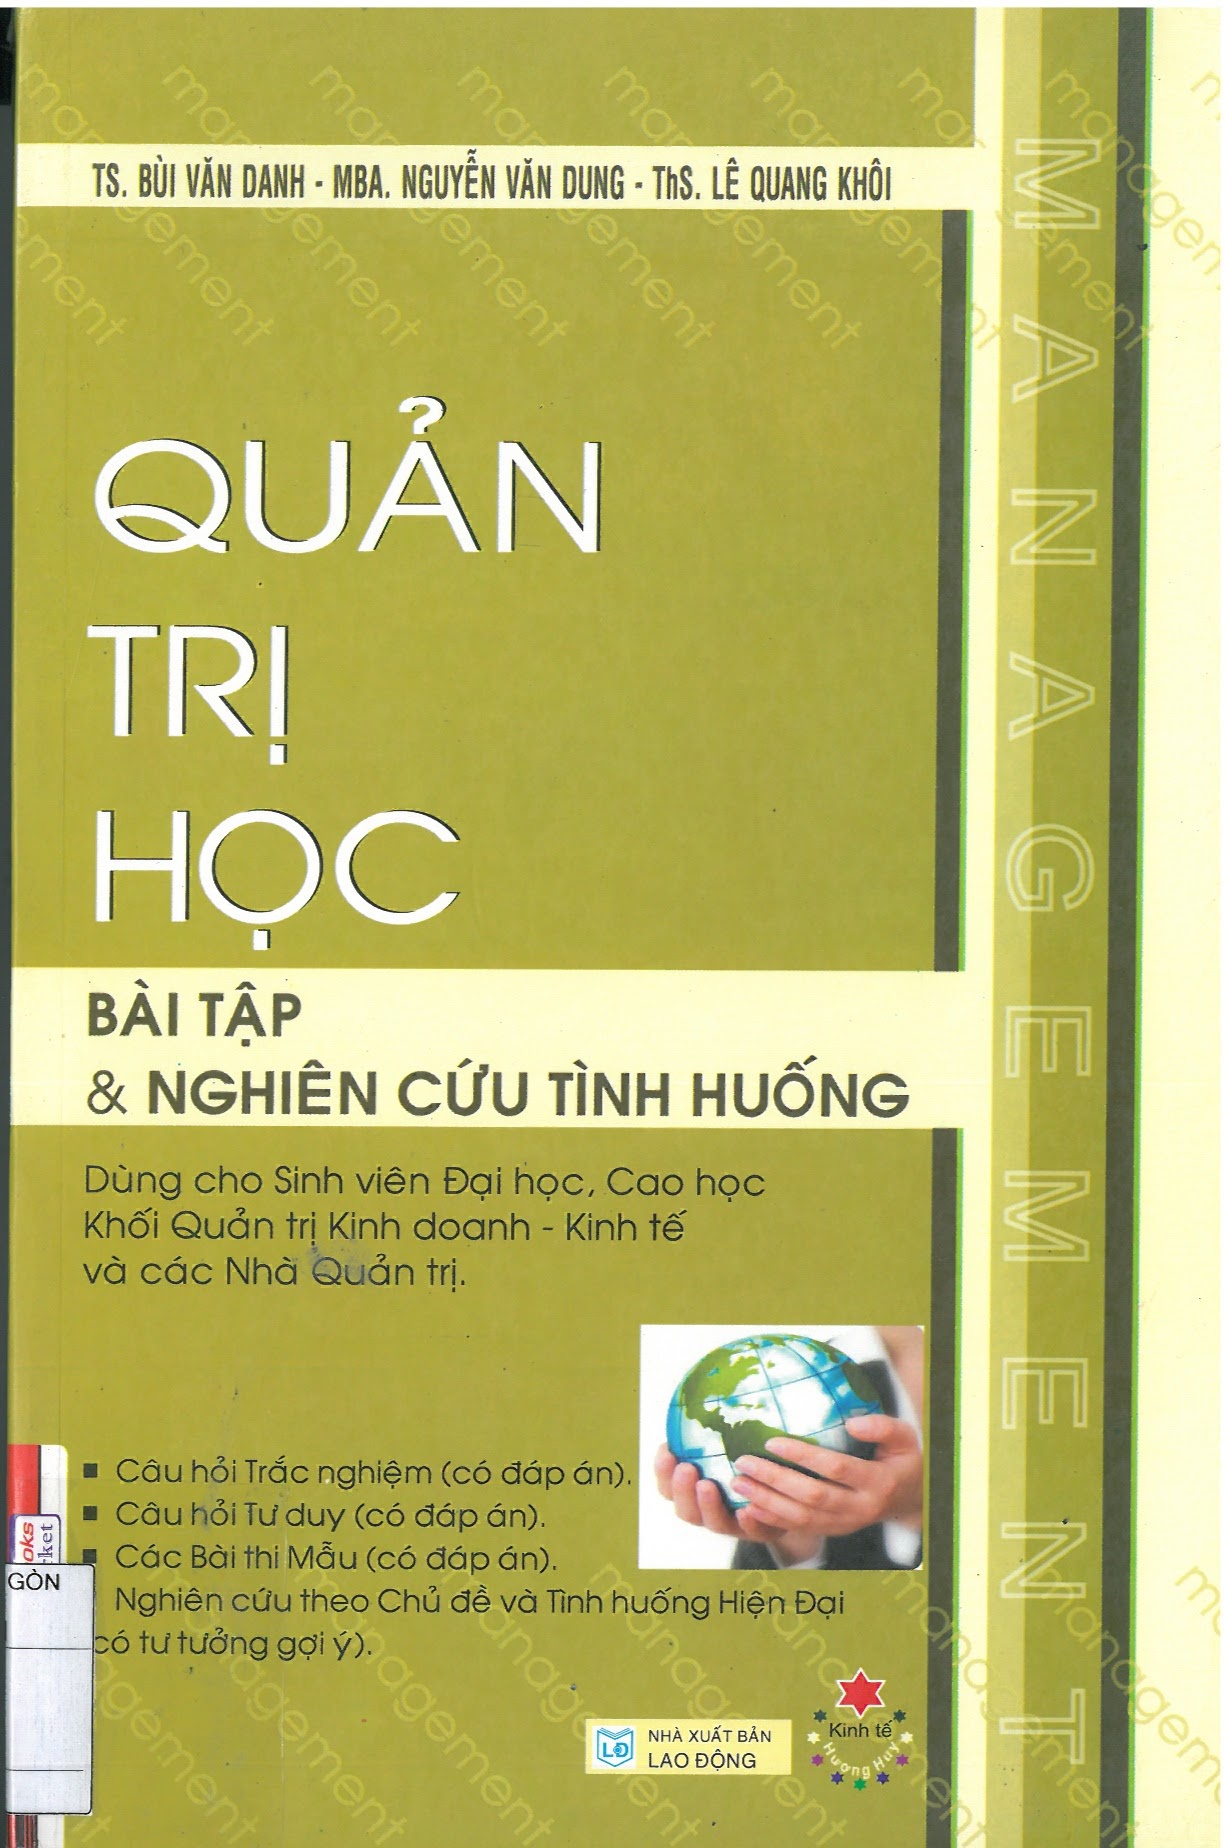 TS. BÙI VĂN DANH - MBA. NGUYỄN VĂN DUNG - ThS. LÊ QUANG KHÔI
QUẢN
TRỊ
HỌC
BÀI TẬP
& NGHIÊN CỨU TÌNH HUỐNG
Dùng cho Sinh viên Đại học, Cao học
Khối Quản trị Kinh doanh - Kinh tế
và các Nhà Quản trị.
▪ Câu hỏi Trắc nghiệm (có đáp án).
▪ Câu hỏi Tư duy (có đáp án).
▪ Các Bài thi Mẫu (có đáp án).
Nghiên cứu theo Chủ đề và Tình huống Hiện Đại
có tư tưởng gợi ý).
GÒN
LĐ
NHÀ XUẤT BẢN
LAO ĐỘNG
Kinh tế
Hương Huy
MANAGEMENT
management